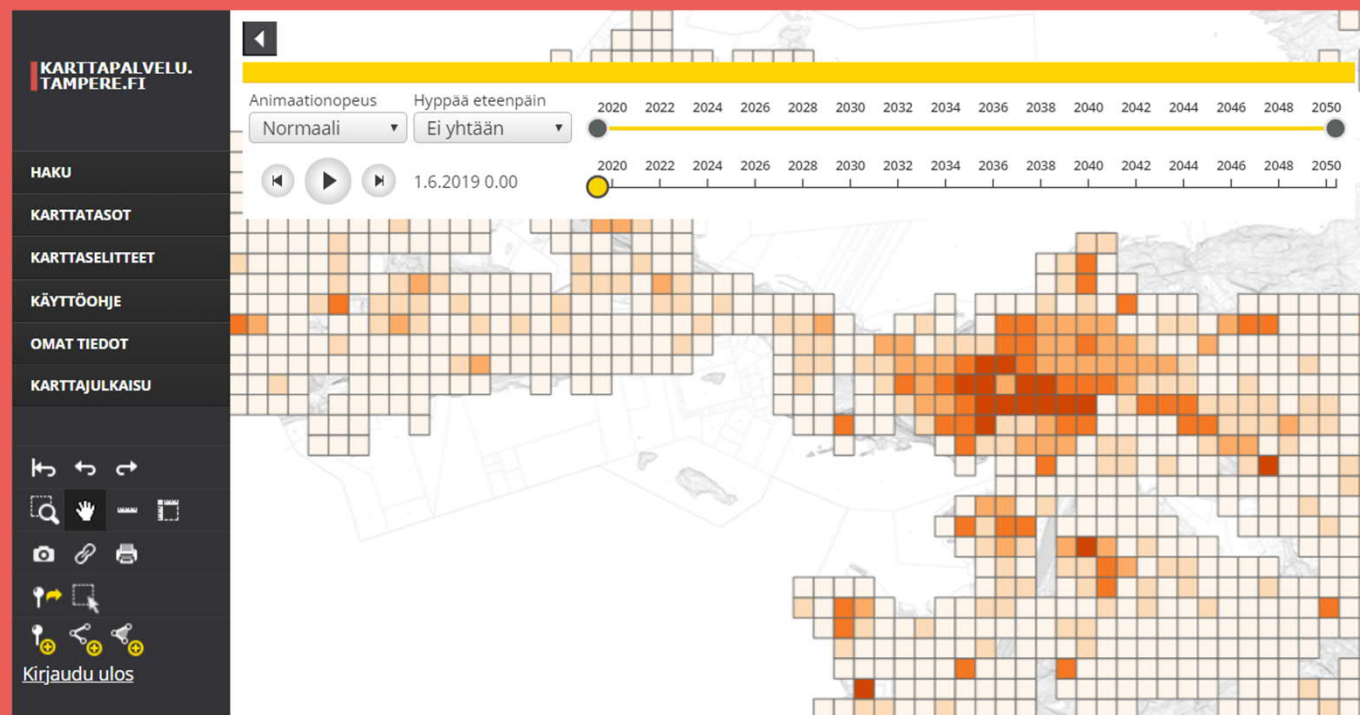 KARTTAPALVELU.
TAMPERE.FI
HAKU
KARTTATASOT
KARTTASELITTEET
KÄYTTÖOHJE
OMAT TIEDOT
KARTTAJULKAISU
Kirjaudu ulos
Animaationopeus Hyppää eteenpäin
Normaali Ei yhtään
2020 2022 2024 2026 2028 2030 2032 2034 2036 2038 2040 2042 2044 2046 2048 2050
1.6.2019 0.00
2020 2022 2024 2026 2028 2030 2032 2034 2036 2038 2040 2042 2044 2046 2048 2050